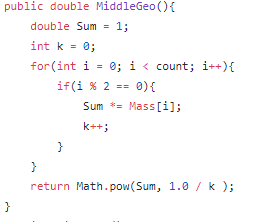 public double MiddleGeo(){
double Sum = 1;
int k = 0;
for(int i = 0; i < count; i++){
if(i % 2 == 0){
Sum *= Mass[i];
k++;
}
}
return Math.pow(Sum, 1.0 / k );
}